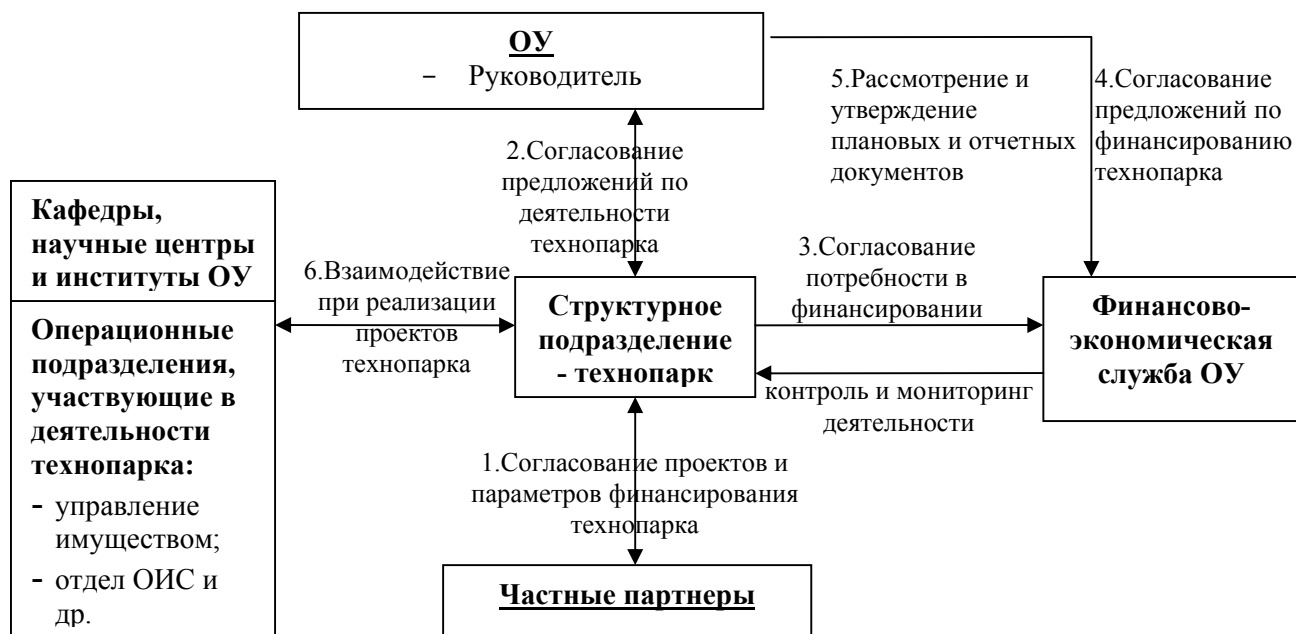 ОУ
- Руководитель
5.Рассмотрение и
утверждение
плановых и отчетных
документов
4.Согласование
предложений по
финансированию
технопарка
2.Согласование
предложений по
деятельности
технопарка
Кафедры,
научные центры
и институты ОУ
Операционные
подразделения,
участвующие в
деятельности
технопарка:
- управление
имуществом;
- отдел ОИС и
др.
6.Взаимодействие
при реализации
проектов
технопарка
Структурное
подразделение
- технопарк
3.Согласование
потребности в
финансировании
Финансово-
экономическая
служба ОУ
контроль и мониторинг
деятельности
1.Согласование проектов и
параметров финансирования
технопарка
Частные партнеры